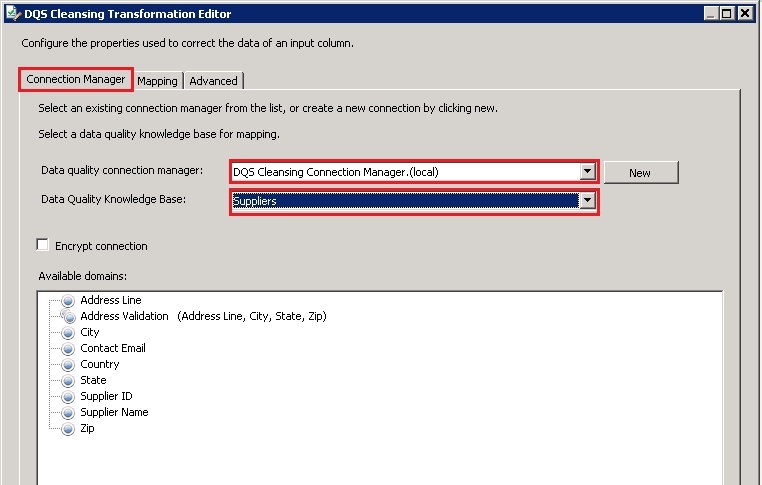 DQS Cleansing Transformation Editor
Configure the properties used to correct the data of an input column.
Connection Manager Mapping Advanced
Select an existing connection manager from the list, or create a new connection by clicking new.
Select a data quality knowledge base for mapping.
Data quality connection manager: DQS Cleansing Connection Manager.(local) New
Data Quality Knowledge Base: Suppliers
Encrypt connection
Available domains:
Address Line
Address Validation (Address Line, City, State, Zip)
City
Contact Email
Country
State
Supplier ID
Supplier Name
Zip